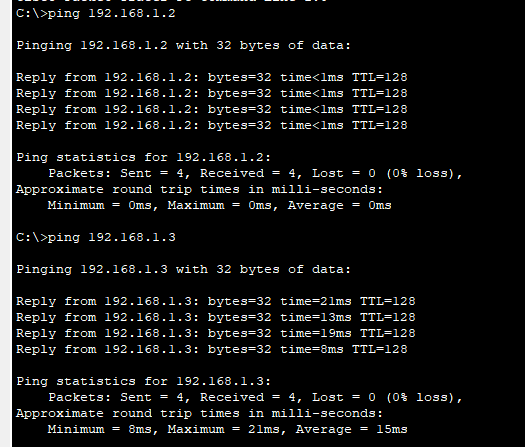 C:\>ping 192.168.1.2
Pinging 192.168.1.2 with 32 bytes of data:
Reply from 192.168.1.2: bytes=32 time<1ms TTL=128
Reply from 192.168.1.2: bytes=32 time<1ms TTL=128
Reply from 192.168.1.2: bytes=32 time<1ms TTL=128
Reply from 192.168.1.2: bytes=32 time<1ms TTL=128
Ping statistics for 192.168.1.2:
Packets: Sent = 4, Received = 4, Lost = 0 (0% loss),
Approximate round trip times in milli-seconds:
Minimum = 0ms, Maximum = 0ms, Average = 0ms
C:\>ping 192.168.1.3
Pinging 192.168.1.3 with 32 bytes of data:
Reply from 192.168.1.3: bytes=32 time=21ms TTL=128
Reply from 192.168.1.3: bytes=32 time=13ms TTL=128
Reply from 192.168.1.3: bytes=32 time=19ms TTL=128
Reply from 192.168.1.3: bytes=32 time=8ms TTL=128
Ping statistics for 192.168.1.3:
Packets: Sent = 4, Received = 4, Lost = 0 (0% loss),
Approximate round trip times in milli-seconds:
Minimum = 8ms, Maximum = 21ms, Average = 15ms